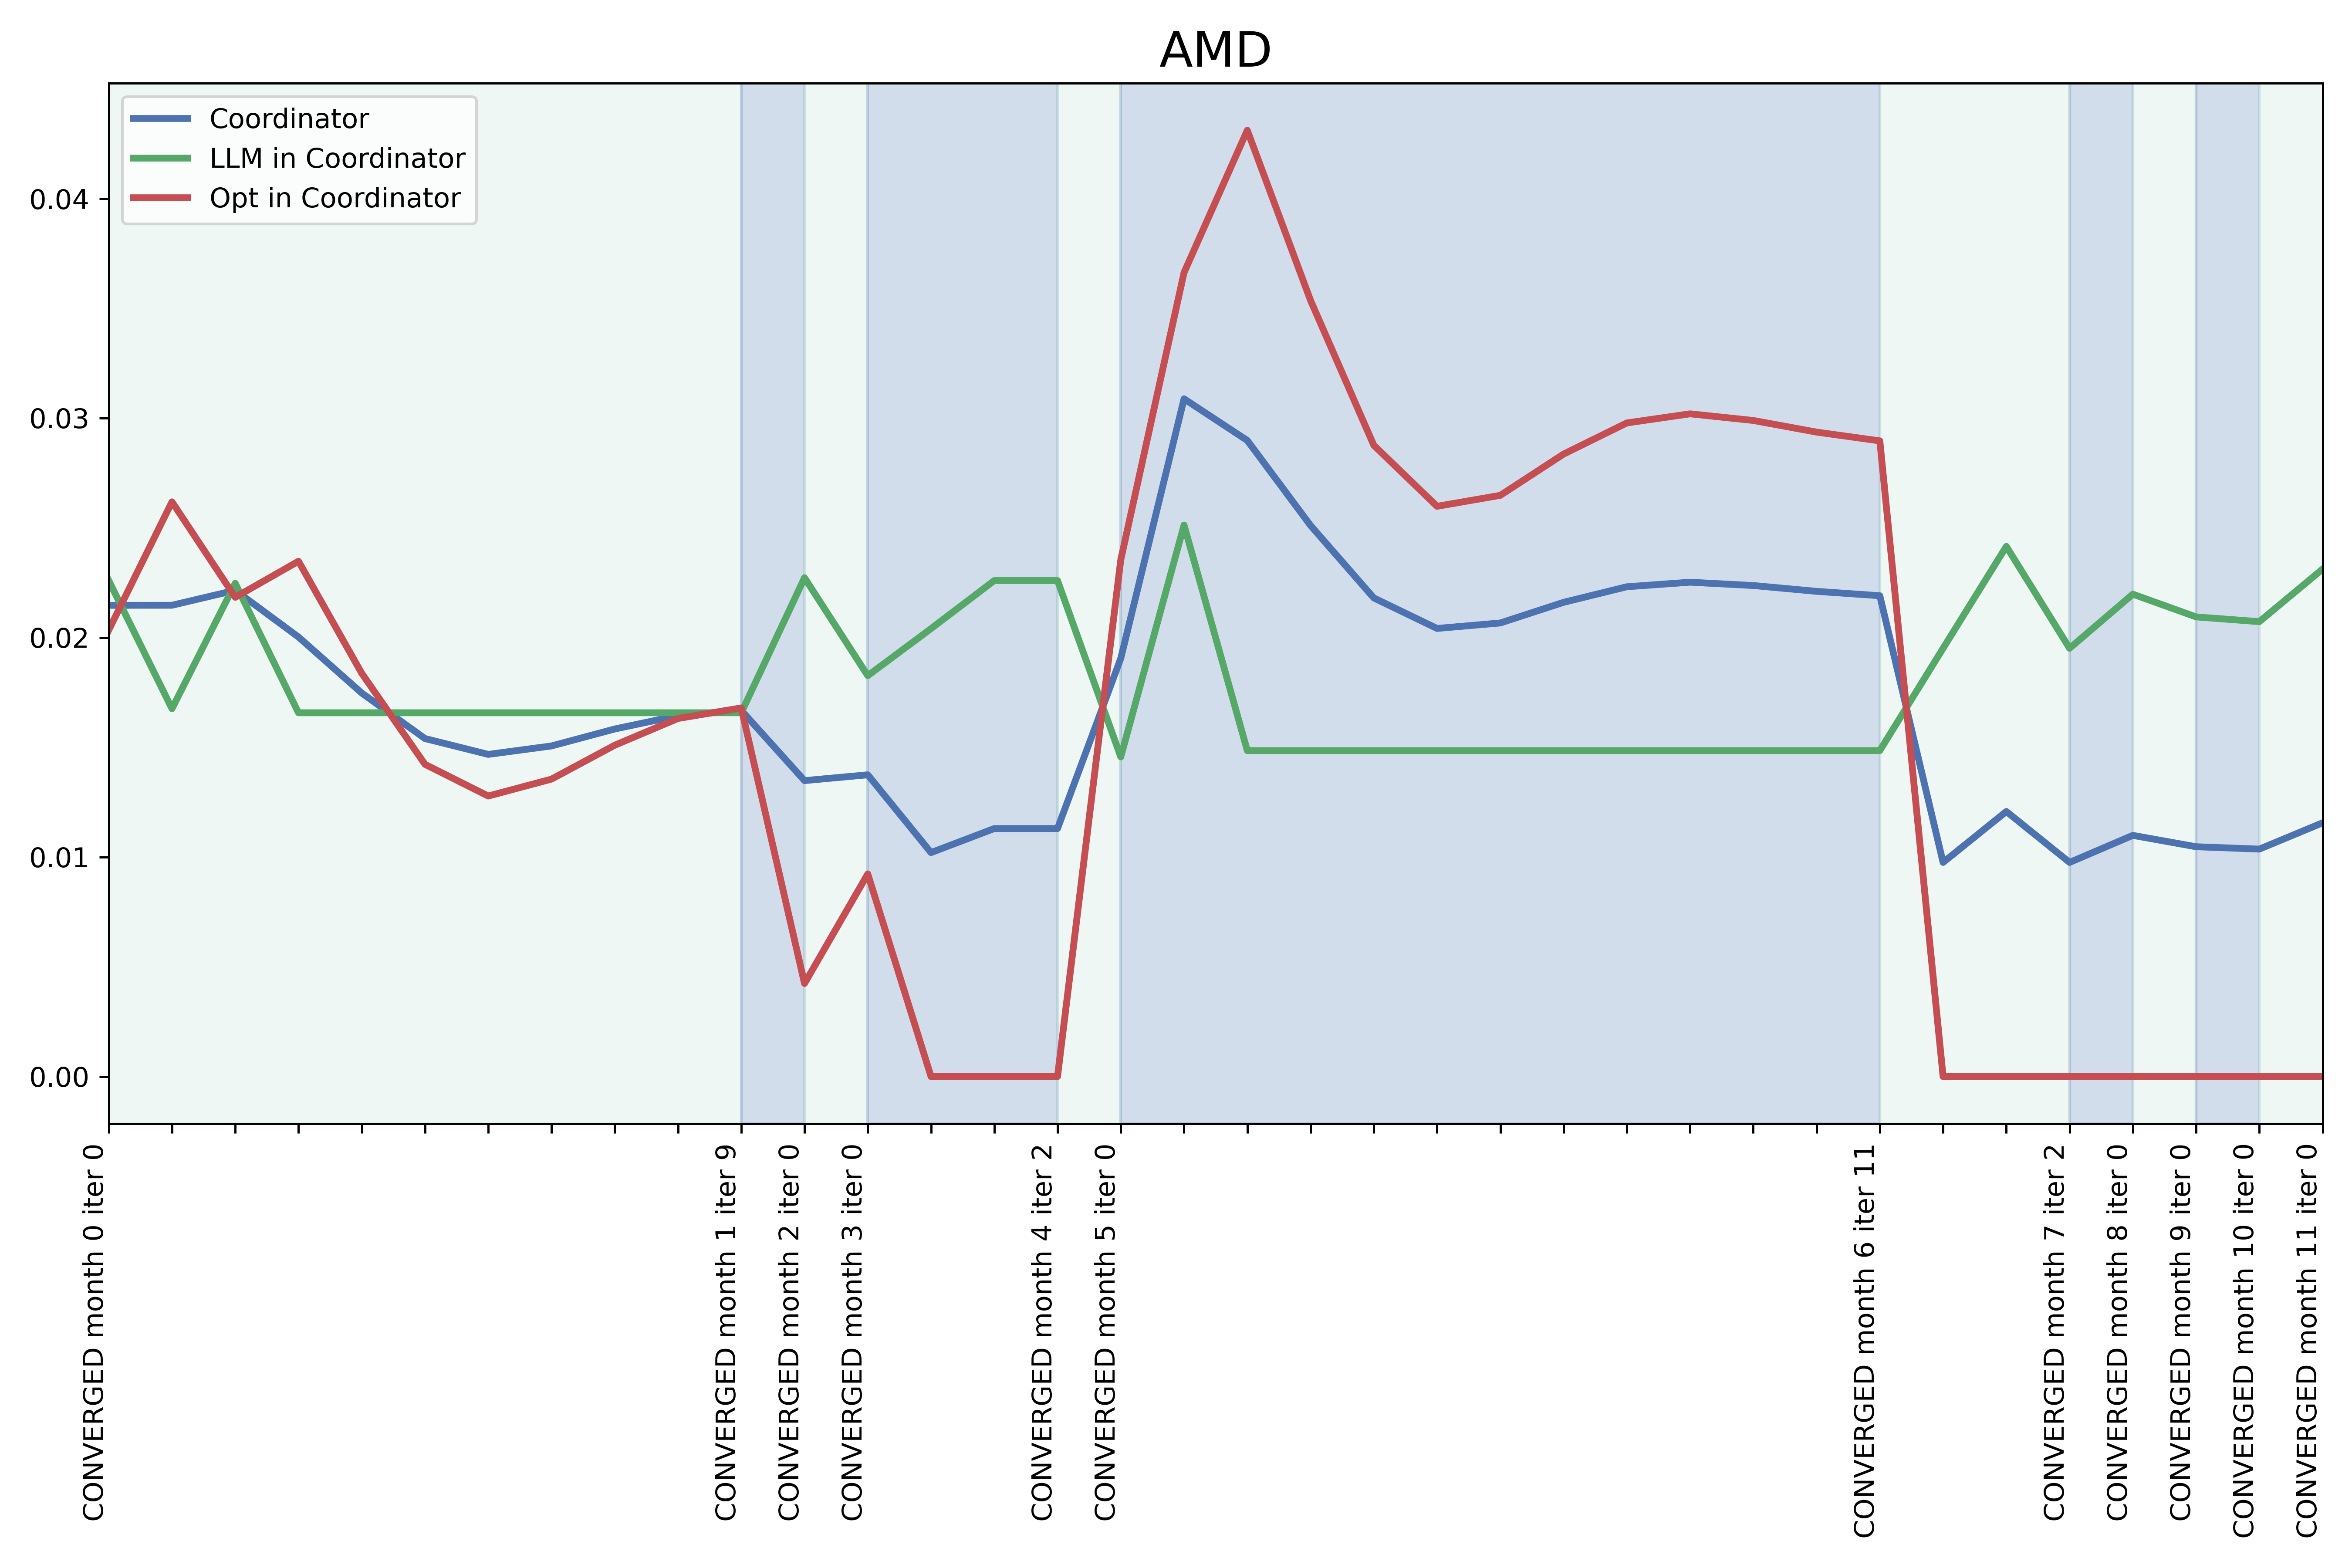 AMD
Coordinator
LLM in Coordinator
Opt in Coordinator
0.04
0.03
0.02
0.01
0.00
CONVERGED month 0 iter 0
CONVERGED month 1 iter 9
CONVERGED month 2 iter 0
CONVERGED month 3 iter 0
CONVERGED month 4 iter 2
CONVERGED month 5 iter 0
CONVERGED month 6 iter 11
CONVERGED month 7 iter 2
CONVERGED month 8 iter 0
CONVERGED month 9 iter 0
CONVERGED month 10 iter 0
CONVERGED month 11 iter 0